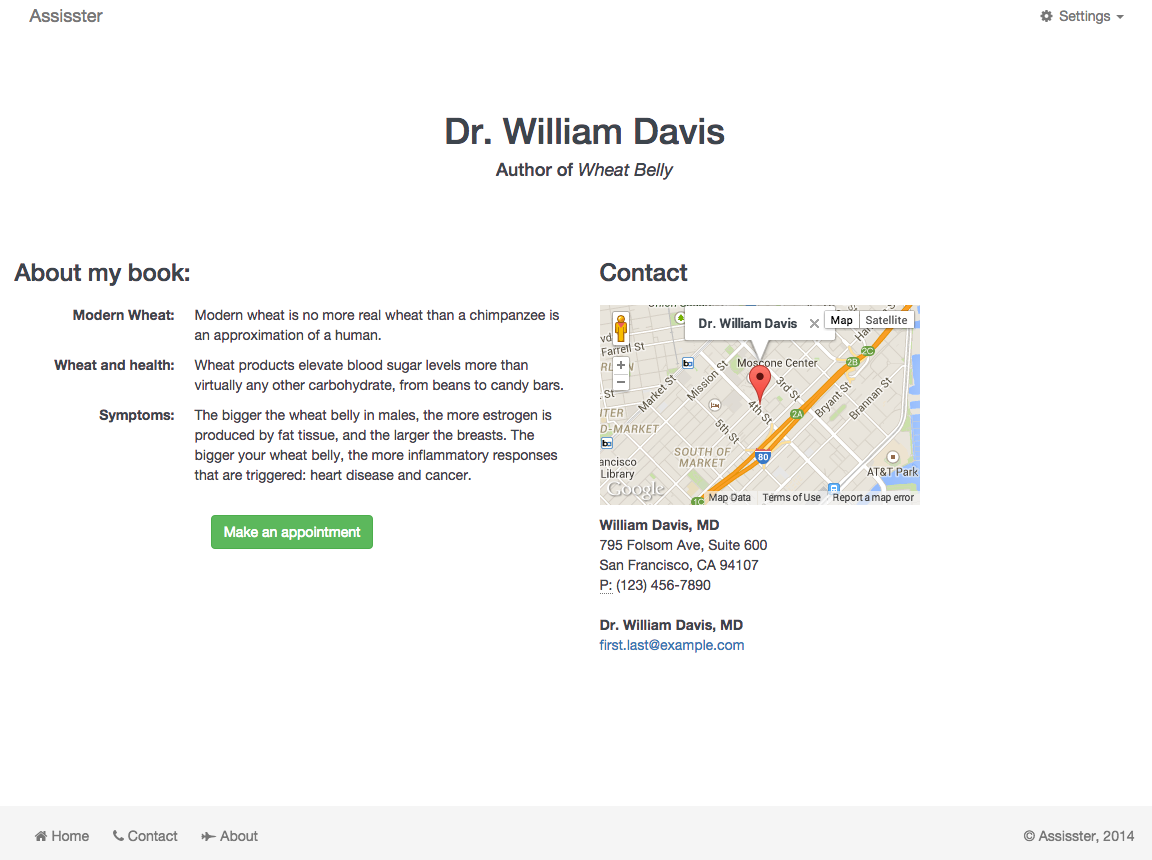 Assisster
Settings
Dr. William Davis
Author of Wheat Belly
About my book:
Modern Wheat: Modern wheat is no more real wheat than a chimpanzee is
an approximation of a human.
Wheat and health: Wheat products elevate blood sugar levels more than
virtually any other carbohydrate, from beans to candy bars.
Symptoms: The bigger the wheat belly in males, the more estrogen is
produced by fat tissue, and the larger the breasts. The
bigger your wheat belly, the more inflammatory responses
that are triggered: heart disease and cancer.
Make an appointment
Contact
Dr. William Davis
Map Satellite
Farrell St
Moscone Center
2C
2B
Market St
Mission St
3rd St
4th St
5th St
Bryant St
Brannan St
2A
D-MARKET
SOUTH OF
MARKET
80
Library
AT&T Park
1C
Google
Map Data Terms of Use Report a map error
William Davis, MD
795 Folsom Ave, Suite 600
San Francisco, CA 94107
P: (123) 456-7890
Dr. William Davis, MD
first.last@example.com
Home Contact About
© Assisster, 2014